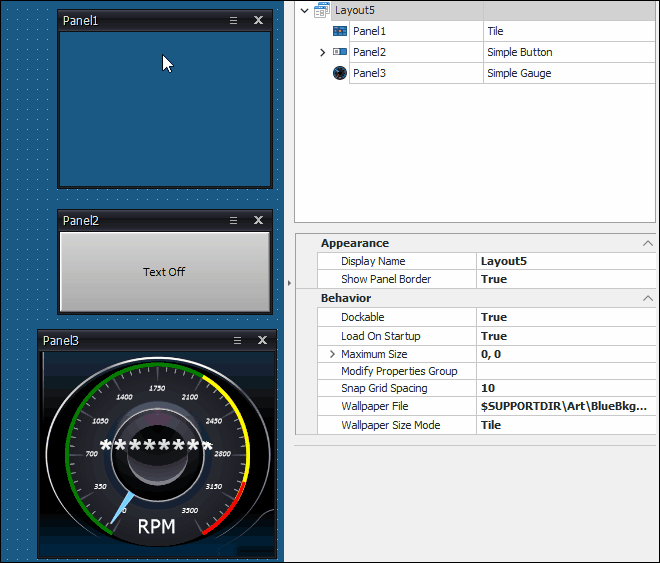 Panel1
Panel2
Text Off
Panel3
1750
1400
2100
1050
2450
********
700
2800
350
3150
0
3500
RPM
Layout5
Panel1 Tile
Panel2 Simple Button
Panel3 Simple Gauge
Appearance
Display Name Layout5
Show Panel Border True
Behavior
Dockable True
Load On Startup True
Maximum Size 0, 0
Modify Properties Group
Snap Grid Spacing 10
Wallpaper File $SUPPORTDIR\Art\BlueBkg...
Wallpaper Size Mode Tile